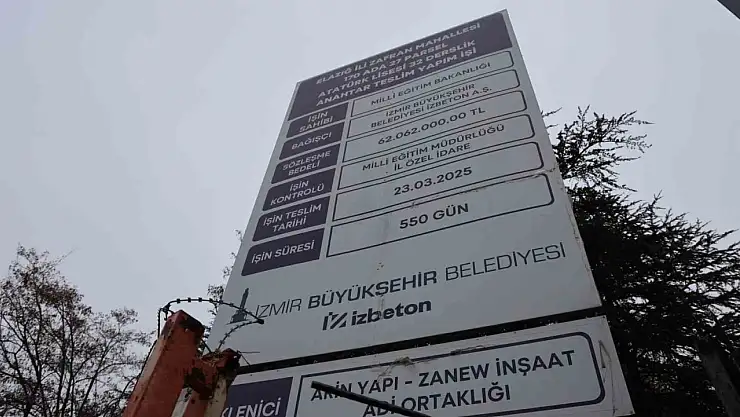 ELAZIĞ İLİ ZAFRAN MAHALLESİ
170 ADA 27 PARSEL
ATATÜRK LİSESİ 32 DERSLİK
ANAHTAR TESLİM YAPIM İŞİ
İŞİN SAHİBİ
MİLLİ EĞİTİM BAKANLIĞI
BAĞIŞÇI
İZMİR BÜYÜKŞEHİR
BELEDİYESİ İZBETON A.Ş.
SÖZLEŞME BEDELİ
62.062.000.00 TL
İŞİN KONTROLÜ
MİLLİ EĞİTİM MÜDÜRLÜĞÜ
İL ÖZEL İDARE
İŞİN TESLİM TARİHİ
23.03.2025
İŞİN SÜRESİ
550 GÜN
İZMİR BÜYÜKŞEHİR BELEDİYESİ
izbeton
AKIN YAPI - ZANEW İNŞAAT
ADİ ORTAKLIĞI